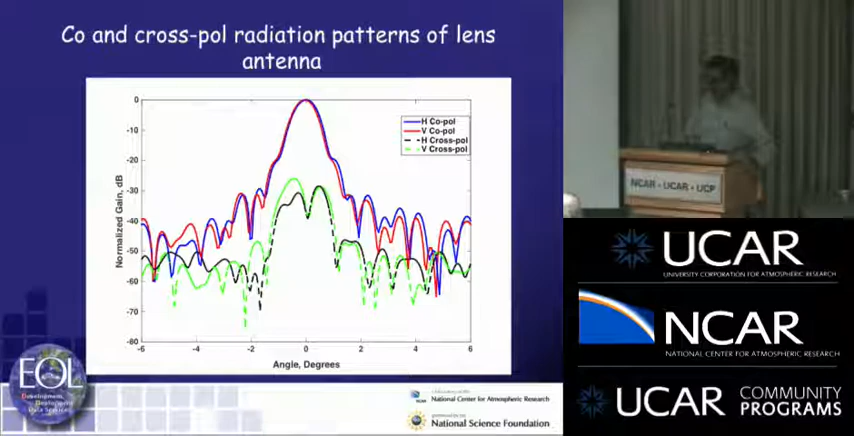 Co and cross-pol radiation patterns of lens
antenna
0
-10
-20
-30
-40
-50
-60
-70
-80
-6
-4
-2
0
2
4
6
Normalized Gain, dB
Angle, Degrees
H Co-pol
V Co-pol
H Cross-pol
V Cross-pol
EOL
Development,
Data Services
National Center for Atmospheric Research
National Science Foundation
NCAR • UCAR • UCP
UCAR
UNIVERSITY CORPORATION FOR ATMOSPHERIC RESEARCH
NCAR
NATIONAL CENTER FOR ATMOSPHERIC RESEARCH
UCAR COMMUNITY
PROGRAMS